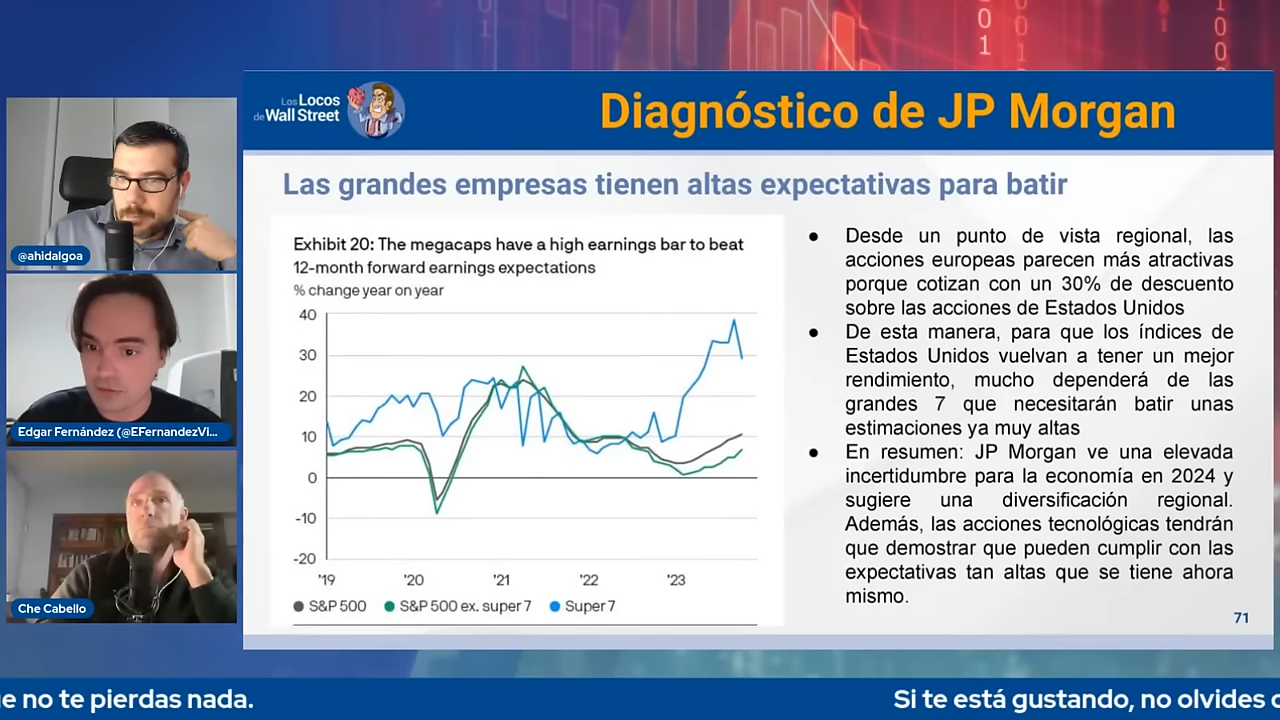 Los Locos
de Wall Street
Diagnóstico de JP Morgan
Las grandes empresas tienen altas expectativas para batir
@ahidalgoa
Edgar Fernández (@EFernandezVi...
Che Cabello
Exhibit 20: The megacaps have a high earnings bar to beat
12-month forward earnings expectations
% change year on year
40
30
20
10
0
-10
-20
'19 '20 '21 '22 '23
S&P 500 S&P 500 ex. super 7 Super 7
● Desde un punto de vista regional, las
acciones europeas parecen más atractivas
porque cotizan con un 30% de descuento
sobre las acciones de Estados Unidos
● De esta manera, para que los índices de
Estados Unidos vuelvan a tener un mejor
rendimiento, mucho dependerá de las
grandes 7 que necesitarán batir unas
estimaciones ya muy altas
● En resumen: JP Morgan ve una elevada
incertidumbre para la economía en 2024 y
sugiere una diversificación regional.
Además, las acciones tecnológicas tendrán
que demostrar que pueden cumplir con las
expectativas tan altas que se tiene ahora
mismo.
71
e no te pierdas nada. Si te está gustando, no olvides